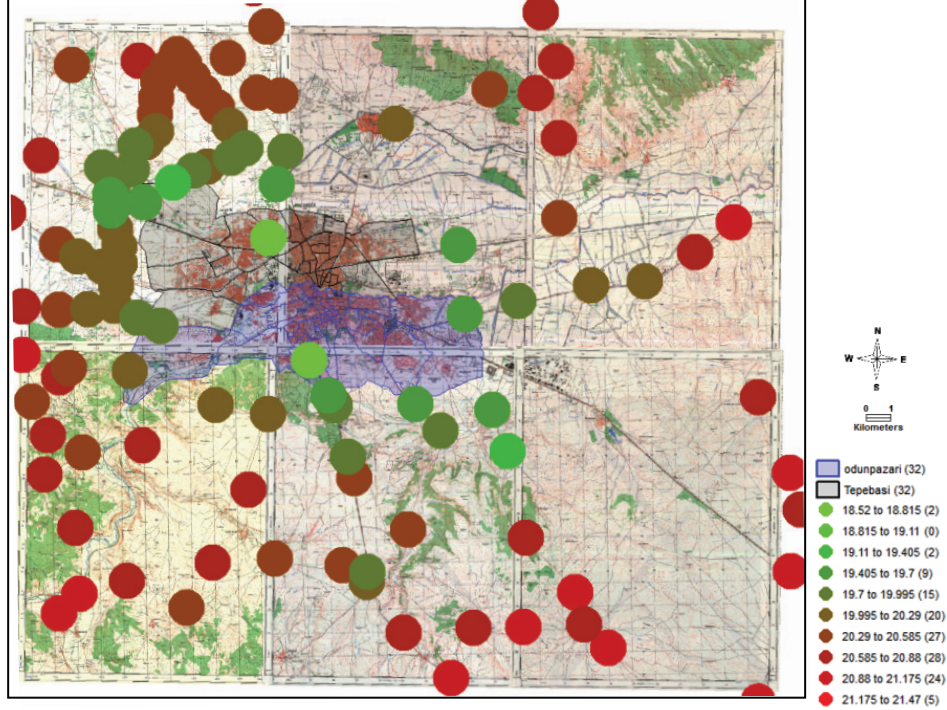 N
W E
S
0 1
Kilometers
odunpazari (32)
Tepebasi (32)
18.52 to 18.815 (2)
18.815 to 19.11 (0)
19.11 to 19.405 (2)
19.405 to 19.7 (9)
19.7 to 19.995 (15)
19.995 to 20.29 (20)
20.29 to 20.585 (27)
20.585 to 20.88 (28)
20.88 to 21.175 (24)
21.175 to 21.47 (5)